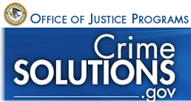 OFFICE OF JUSTICE PROGRAMS
Crime
SOLUTIONS
.gov